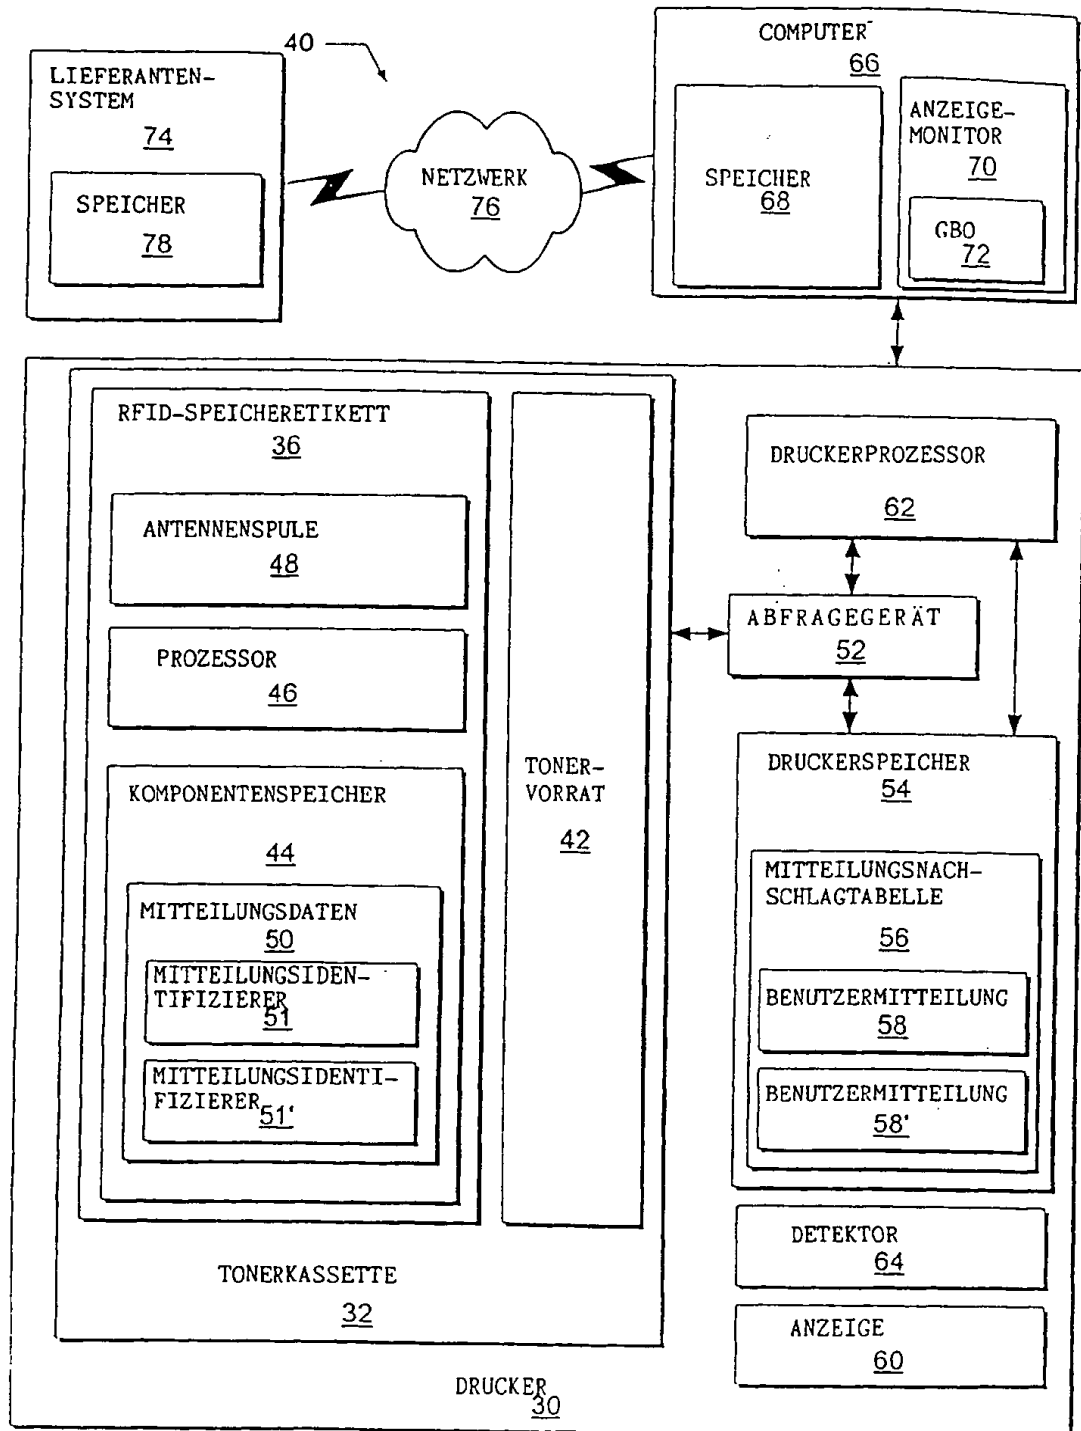 40
LIEFERANTEN-
SYSTEM
74
SPEICHER
78
NETZWERK
76
COMPUTER
66
SPEICHER
68
ANZEIGE-
MONITOR
70
GBO
72
RFID-SPEICHERETIKETT
36
ANTENNENSPULE
48
PROZESSOR
46
KOMPONENTENSPEICHER
44
MITTEILUNGSDATEN
50
MITTEILUNGSIDEN-
TIFIZIERER
51
MITTEILUNGSIDENTI-
FIZIERER
51'
TONER-
VORRAT
42
TONERKASSETTE
32
DRUCKERPROZESSOR
62
ABFRAGEGERÄT
52
DRUCKERSPEICHER
54
MITTEILUNGSNACH-
SCHLAGTABELLE
56
BENUTZERMITTEILUNG
58
BENUTZERMITTEILUNG
58'
DETEKTOR
64
ANZEIGE
60
DRUCKER
30